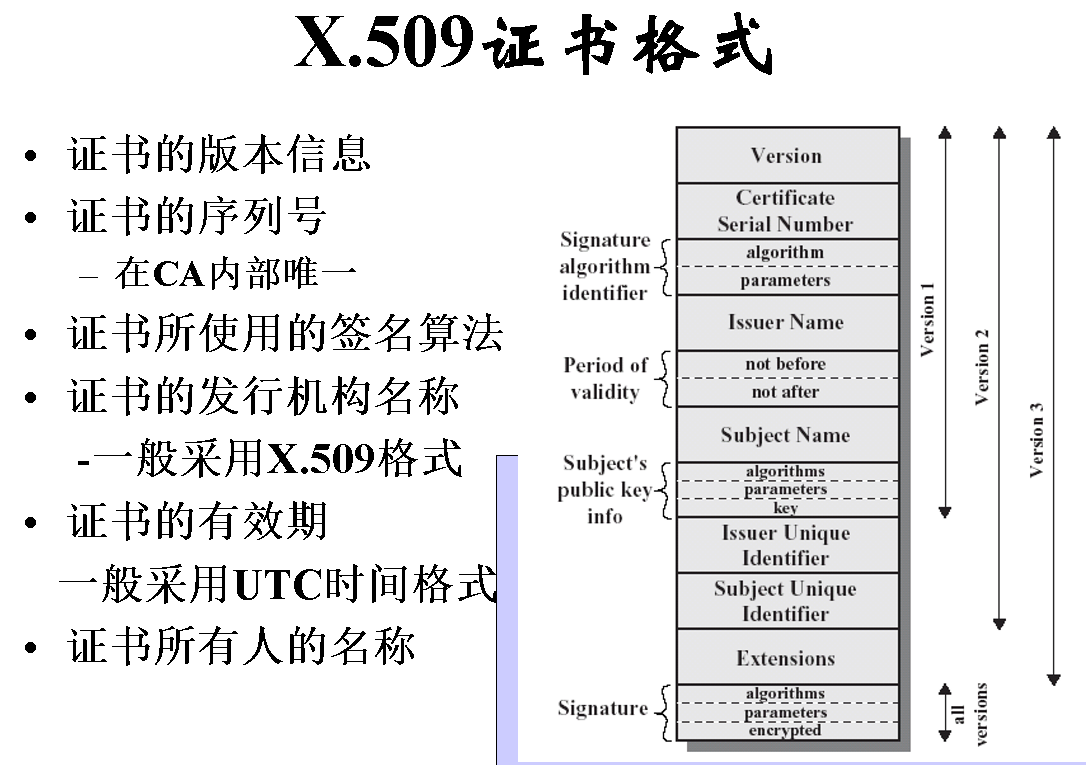 X.509证书格式
• 证书的版本信息
• 证书的序列号
– 在CA内部唯一
• 证书所使用的签名算法
• 证书的发行机构名称
-一般采用X.509格式
• 证书的有效期
一般采用UTC时间格式
• 证书所有人的名称
Version
Certificate
Serial Number
Signature
algorithm
identifier
algorithm
parameters
Issuer Name
Period of
validity
not before
not after
Subject Name
Subject's
public key
info
algorithms
parameters
key
Issuer Unique
Identifier
Subject Unique
Identifier
Extensions
Signature
algorithms
parameters
encrypted
Version 1
Version 2
Version 3
all
versions